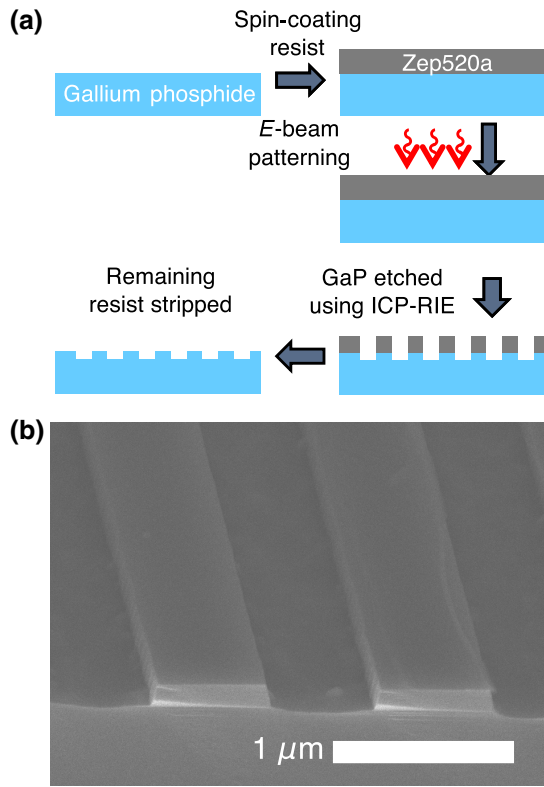 (a)
Spin-coating
resist
Gallium phosphide
Zep520a
E-beam
patterning
GaP etched
using ICP-RIE
Remaining
resist stripped
(b)
1 μm